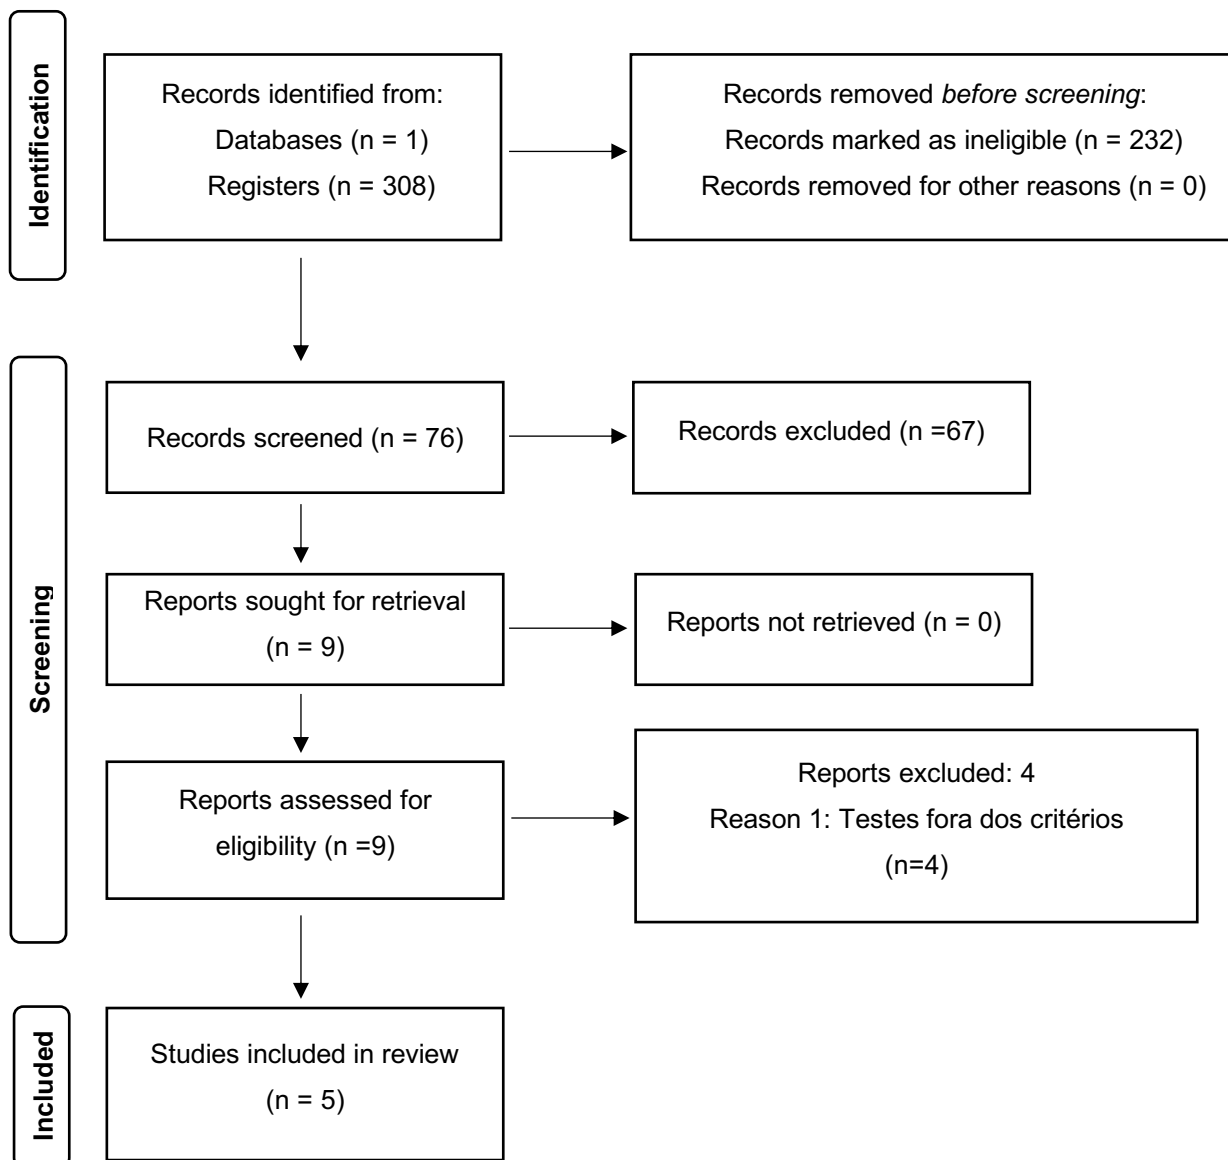 Identification
Records identified from:
Databases (n = 1)
Registers (n = 308)
Records removed before screening:
Records marked as ineligible (n = 232)
Records removed for other reasons (n = 0)
Screening
Records screened (n = 76)
Records excluded (n =67)
Reports sought for retrieval
(n = 9)
Reports not retrieved (n = 0)
Reports assessed for
eligibility (n =9)
Reports excluded: 4
Reason 1: Testes fora dos critérios
(n=4)
Included
Studies included in review
(n = 5)